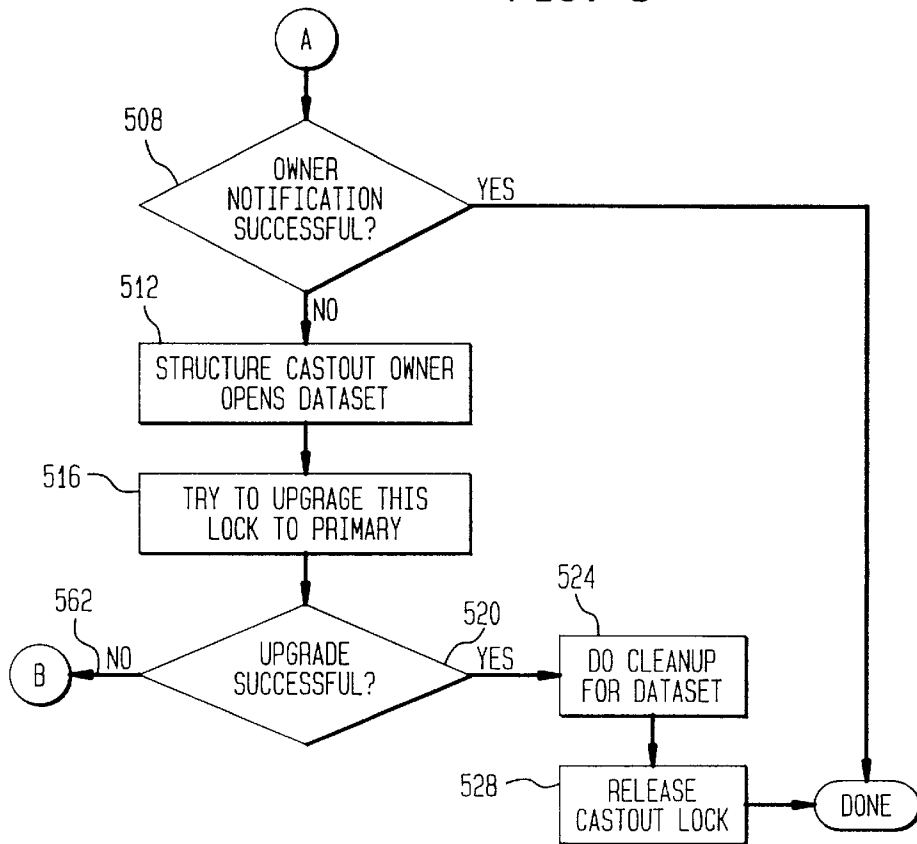 A
508
OWNER
NOTIFICATION
SUCCESSFUL?
YES
NO
512
STRUCTURE CASTOUT OWNER
OPENS DATASET
516
TRY TO UPGRAGE THIS
LOCK TO PRIMARY
562
B
NO
UPGRADE
SUCCESSFUL?
520
YES
524
DO CLEANUP
FOR DATASET
528
RELEASE
CASTOUT LOCK
DONE